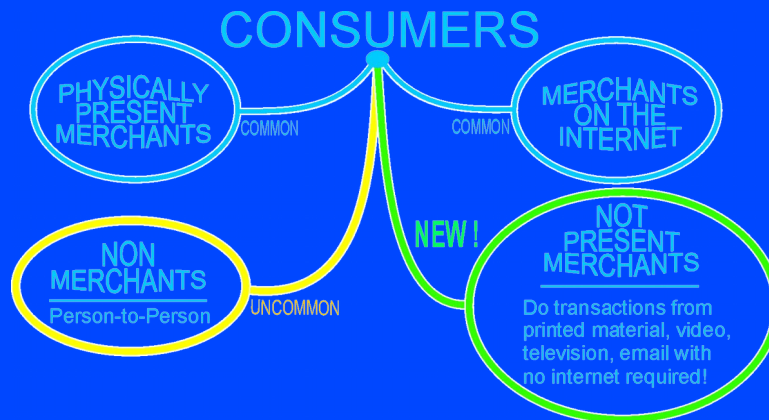 CONSUMERS
PHYSICALLY
PRESENT
MERCHANTS
COMMON
COMMON
MERCHANTS
ON THE
INTERNET
NON
MERCHANTS
Person-to-Person
UNCOMMON
NEW !
NOT
PRESENT
MERCHANTS
Do transactions from
printed material, video,
television, email with
no internet required!